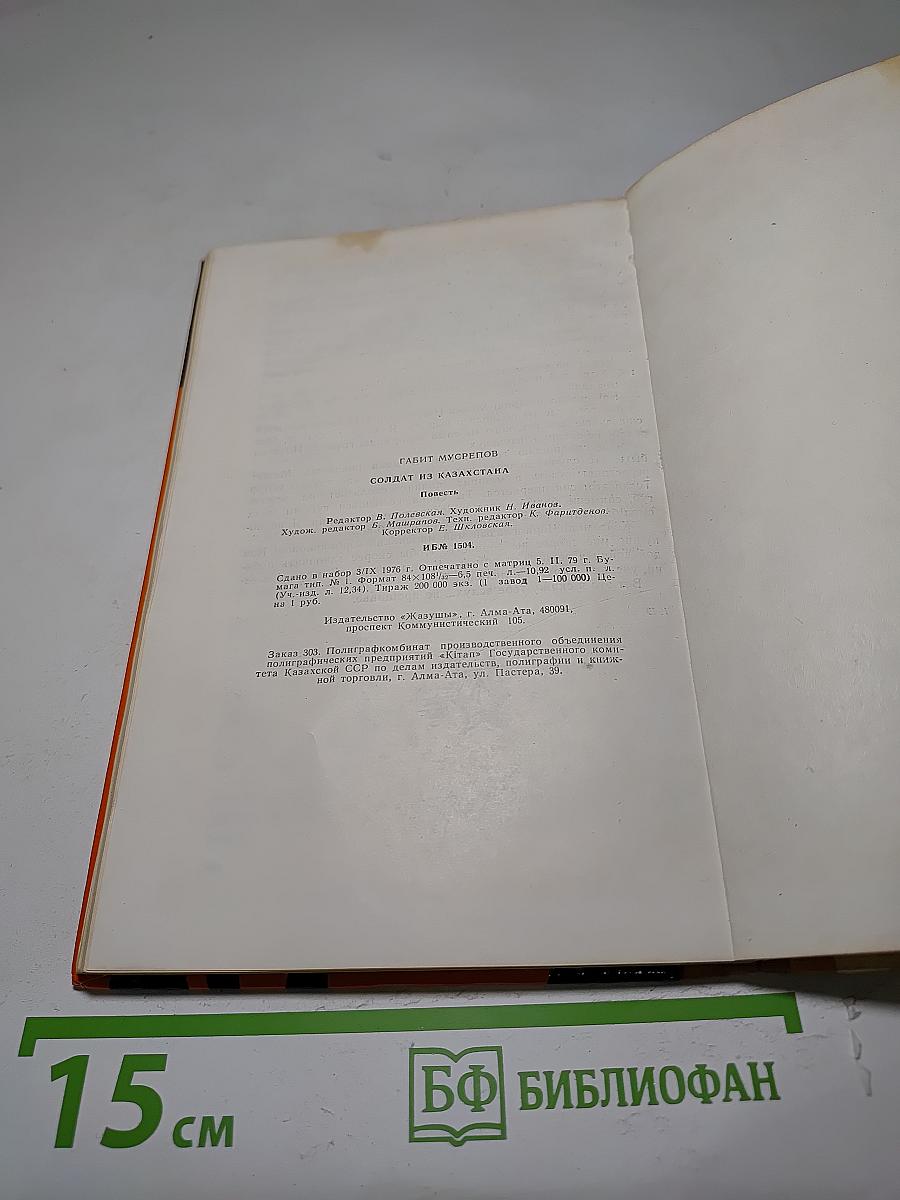 ГАБИТ МУСРЕПОВ
СОЛДАТ ИЗ КАЗАХСТАНА
Повесть
Редактор В. Полевская. Художник Н. Иванов.
Худож. редактор Б. Машрапов. Техн. редактор К. Фаритденов.
Корректор Е. Шкловская.
ИБ№ 1504.
Сдано в набор 3/IX 1976 г. Отпечатано с матриц 5. II. 79 г. Бу-
мага тип. № 1. Формат 84×108¹/₃₂—6,5 печ. л.—10,92 усл. п. л.
(Уч.-изд. л. 12,34). Тираж 200 000 экз. (1 завод 1—100 000) Це-
на 1 руб.
Издательство «Жазушы», г. Алма-Ата, 480091,
проспект Коммунистический 105.
Заказ 303. Полиграфкомбинат производственного объединения
полиграфических предприятий «Кітап» Государственного коми-
тета Казахской ССР по делам издательств, полиграфии и книж-
ной торговли, г. Алма-Ата, ул. Пастера, 39.
15 см
БФ БИБЛИОФАН